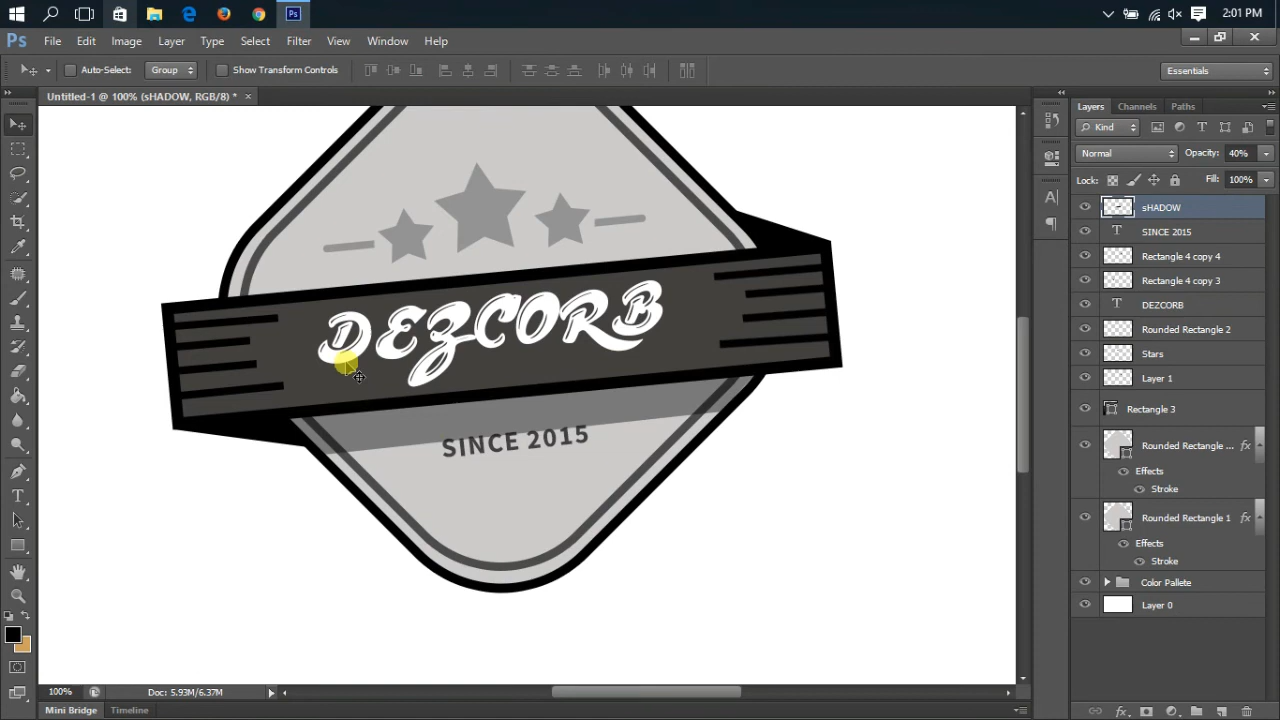 2:01 PM
Ps File Edit Image Layer Type Select Filter View Window Help
Auto-Select: Group Show Transform Controls Essentials
Untitled-1 @ 100% (sHADOW, RGB/8) * ×
Layers Channels Paths
Kind
Normal Opacity: 40%
Lock: Fill: 100%
sHADOW
SINCE 2015
Rectangle 4 copy 4
Rectangle 4 copy 3
DEZCORB
Rounded Rectangle 2
Stars
Layer 1
Rectangle 3
Rounded Rectangle ... fx
Effects
Stroke
Rounded Rectangle 1 fx
Effects
Stroke
Color Pallete
Layer 0
DEZCORB
SINCE 2015
100% Doc: 5.93M/6.37M
Mini Bridge Timeline